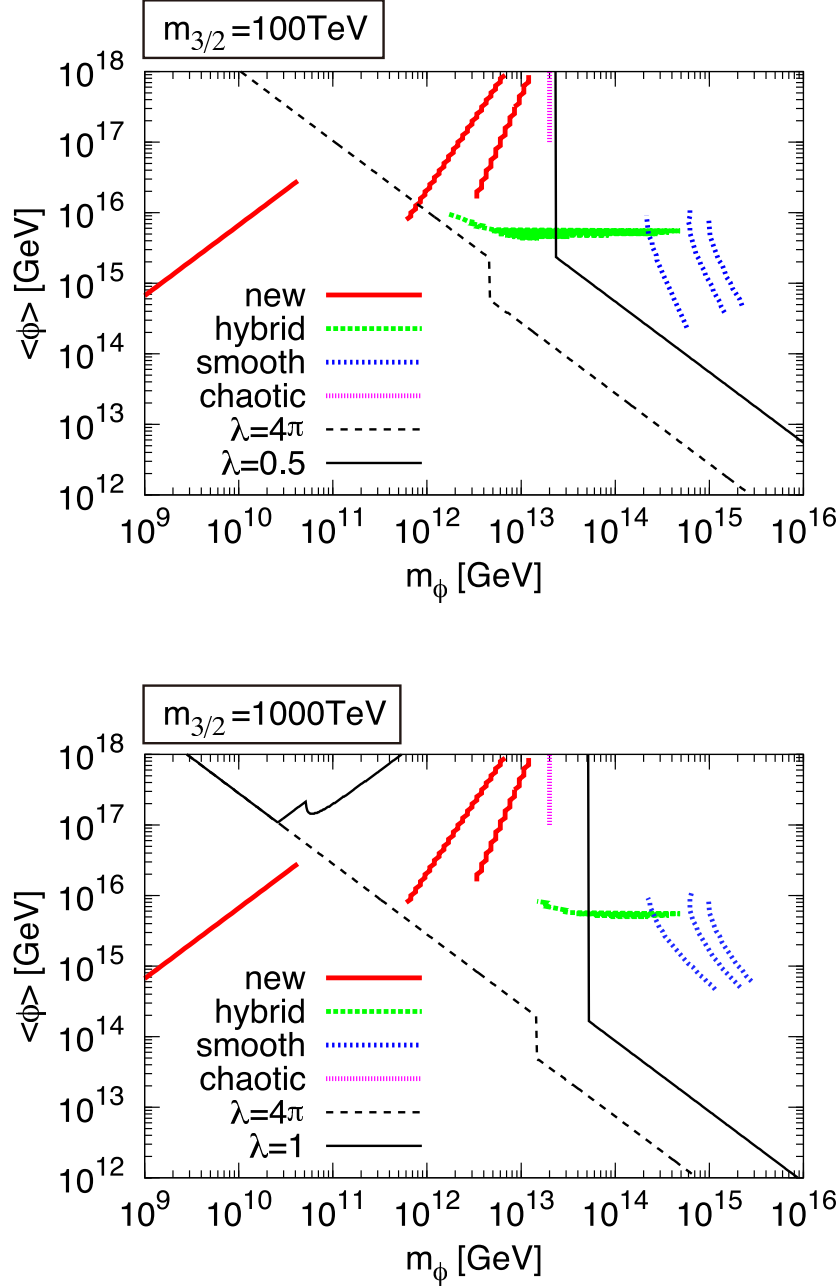 m3/2 =100TeV
10^18
10^17
10^16
10^15
10^14
10^13
10^12
<ϕ> [GeV]
new
hybrid
smooth
chaotic
λ=4π
λ=0.5
10^9 10^10 10^11 10^12 10^13 10^14 10^15 10^16
mϕ [GeV]
m3/2 =1000TeV
10^18
10^17
10^16
10^15
10^14
10^13
10^12
<ϕ> [GeV]
new
hybrid
smooth
chaotic
λ=4π
λ=1
10^9 10^10 10^11 10^12 10^13 10^14 10^15 10^16
mϕ [GeV]